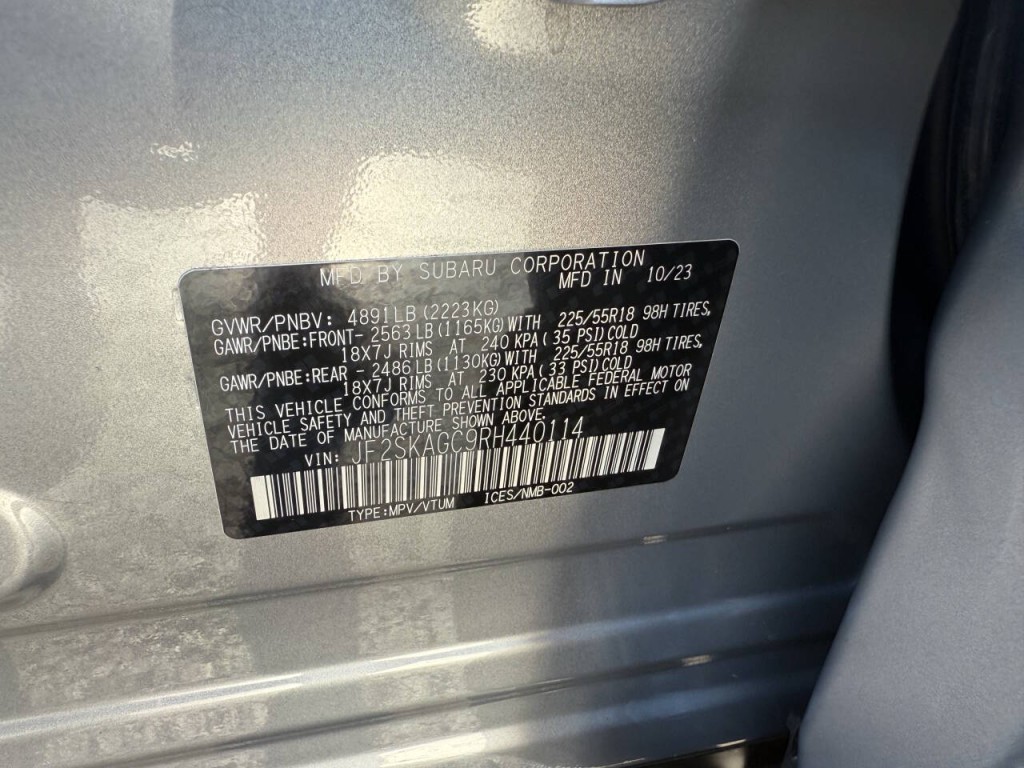 MFD BY SUBARU CORPORATION
MFD IN 10/23
GVWR/PNBV: 4891LB(2223KG)
GAWR/PNBE:FRONT- 2563LB(1165KG)WITH 225/55R18 98H TIRES,
18X7J RIMS AT 240 KPA(35 PSI)COLD
GAWR/PNBE:REAR - 2486LB(1130KG)WITH 225/55R18 98H TIRES,
18X7J RIMS AT 230 KPA(33 PSI)COLD
THIS VEHICLE CONFORMS TO ALL APPLICABLE FEDERAL MOTOR
VEHICLE SAFETY AND THEFT PREVENTION STANDARDS IN EFFECT ON
THE DATE OF MANUFACTURE SHOWN ABOVE.
VIN: JF2SKAGC9RH440114
TYPE:MPV/VTUM ICES/NMB-002